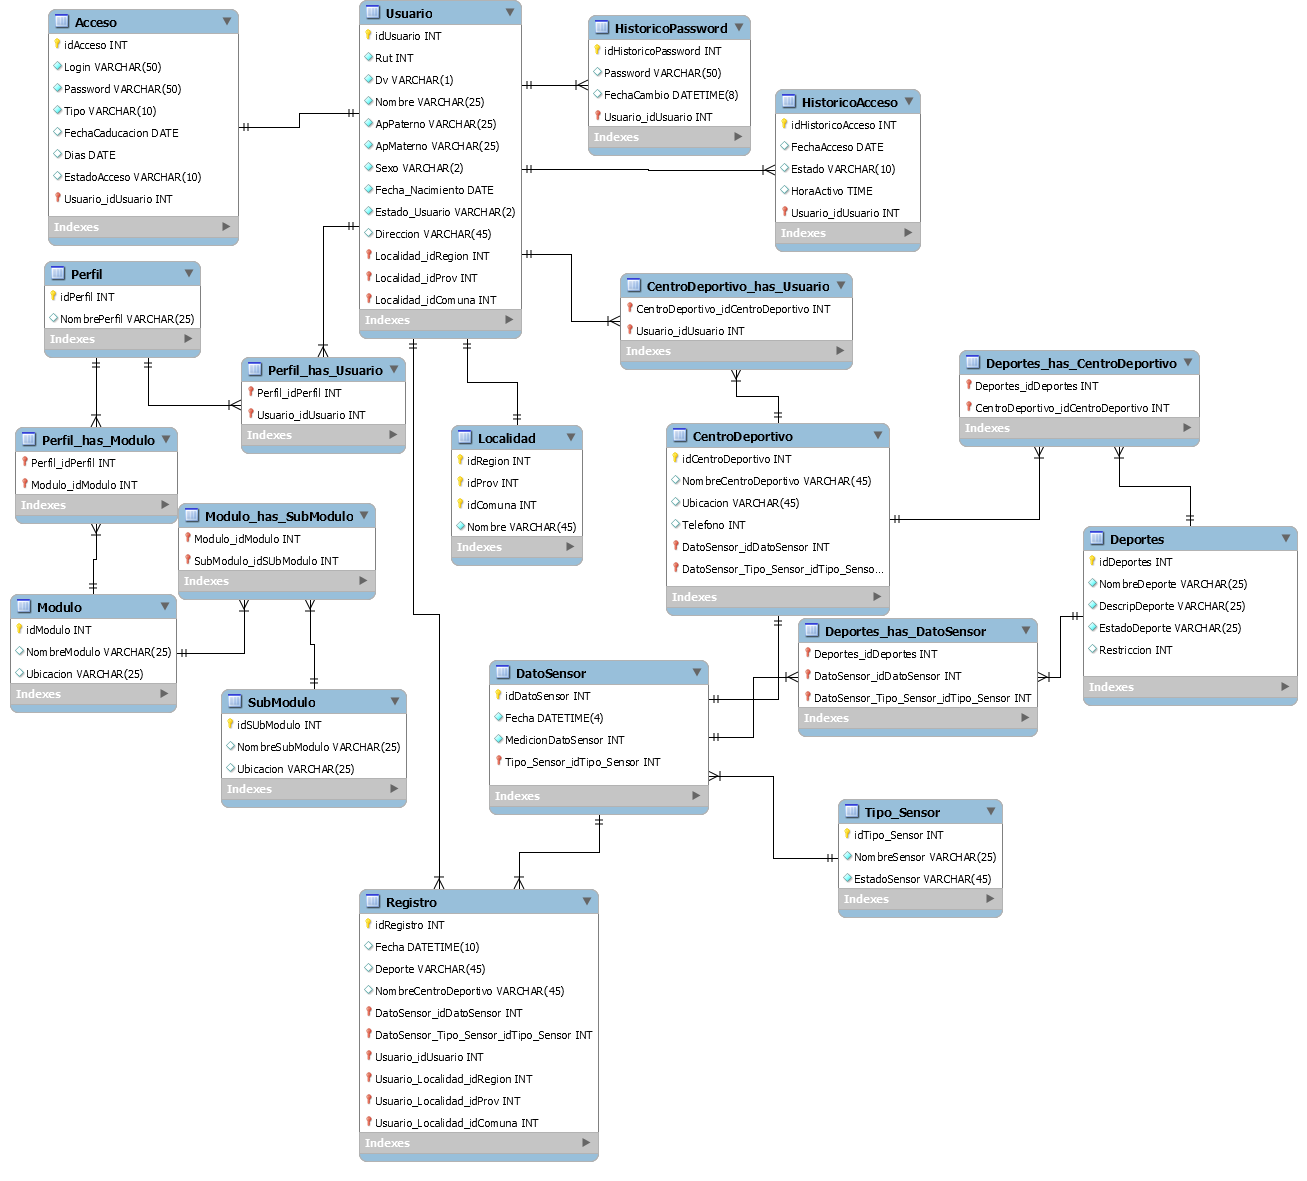 Acceso
idAcceso INT
Login VARCHAR(50)
Password VARCHAR(50)
Tipo VARCHAR(10)
FechaCaducacion DATE
Dias DATE
EstadoAcceso VARCHAR(10)
Usuario_idUsuario INT
Indexes
Usuario
idUsuario INT
Rut INT
Dv VARCHAR(1)
Nombre VARCHAR(25)
ApPaterno VARCHAR(25)
ApMaterno VARCHAR(25)
Sexo VARCHAR(2)
Fecha_Nacimiento DATE
Estado_Usuario VARCHAR(2)
Direccion VARCHAR(45)
Localidad_idRegion INT
Localidad_idProv INT
Localidad_idComuna INT
Indexes
HistoricoPassword
idHistoricoPassword INT
Password VARCHAR(50)
FechaCambio DATETIME(8)
Usuario_idUsuario INT
Indexes
HistoricoAcceso
idHistoricoAcceso INT
FechaAcceso DATE
Estado VARCHAR(10)
HoraActivo TIME
Usuario_idUsuario INT
Indexes
Perfil
idPerfil INT
NombrePerfil VARCHAR(25)
Indexes
CentroDeportivo_has_Usuario
CentroDeportivo_idCentroDeportivo INT
Usuario_idUsuario INT
Indexes
Perfil_has_Usuario
Perfil_idPerfil INT
Usuario_idUsuario INT
Indexes
Deportes_has_CentroDeportivo
Deportes_idDeportes INT
CentroDeportivo_idCentroDeportivo INT
Indexes
Perfil_has_Modulo
Perfil_idPerfil INT
Modulo_idModulo INT
Indexes
Localidad
idRegion INT
idProv INT
idComuna INT
Nombre VARCHAR(45)
Indexes
CentroDeportivo
idCentroDeportivo INT
NombreCentroDeportivo VARCHAR(45)
Ubicacion VARCHAR(45)
Telefono INT
DatoSensor_idDatoSensor INT
DatoSensor_Tipo_Sensor_idTipo_Senso...
Indexes
Modulo_has_SubModulo
Modulo_idModulo INT
SubModulo_idSUbModulo INT
Indexes
Deportes
idDeportes INT
NombreDeporte VARCHAR(25)
DescripDeporte VARCHAR(25)
EstadoDeporte VARCHAR(25)
Restriccion INT
Indexes
Modulo
idModulo INT
NombreModulo VARCHAR(25)
Ubicacion VARCHAR(25)
Indexes
Deportes_has_DatoSensor
Deportes_idDeportes INT
DatoSensor_idDatoSensor INT
DatoSensor_Tipo_Sensor_idTipo_Sensor INT
Indexes
DatoSensor
idDatoSensor INT
Fecha DATETIME(4)
MedicionDatoSensor INT
Tipo_Sensor_idTipo_Sensor INT
Indexes
SubModulo
idSUbModulo INT
NombreSubModulo VARCHAR(25)
Ubicacion VARCHAR(25)
Indexes
Tipo_Sensor
idTipo_Sensor INT
NombreSensor VARCHAR(25)
EstadoSensor VARCHAR(45)
Indexes
Registro
idRegistro INT
Fecha DATETIME(10)
Deporte VARCHAR(45)
NombreCentroDeportivo VARCHAR(45)
DatoSensor_idDatoSensor INT
DatoSensor_Tipo_Sensor_idTipo_Sensor INT
Usuario_idUsuario INT
Usuario_Localidad_idRegion INT
Usuario_Localidad_idProv INT
Usuario_Localidad_idComuna INT
Indexes